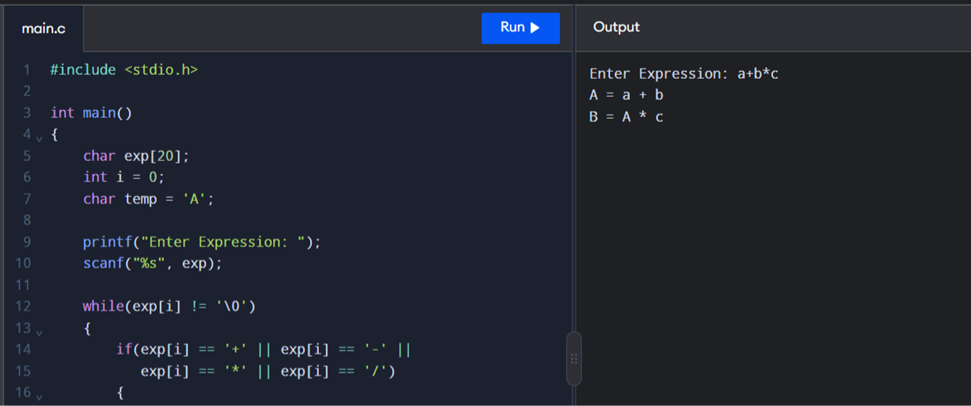 main.c
Run
Output
1 #include <stdio.h>
2
3 int main()
4 {
5     char exp[20];
6     int i = 0;
7     char temp = 'A';
8
9     printf("Enter Expression: ");
10     scanf("%s", exp);
11
12     while(exp[i] != '\0')
13     {
14         if(exp[i] == '+' || exp[i] == '-' ||
15            exp[i] == '*' || exp[i] == '/')
16         {
Enter Expression: a+b*c
A = a + b
B = A * c